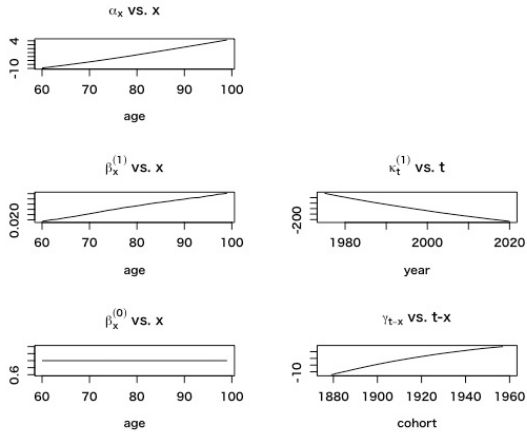 αx vs. x
-10 4
60 70 80 90 100
age
βx(1) vs. x
0.020
60 70 80 90 100
age
κt(1) vs. t
-200
1980 2000 2020
year
βx(0) vs. x
0.6
60 70 80 90 100
age
γt−x vs. t-x
-10
1880 1900 1920 1940 1960
cohort